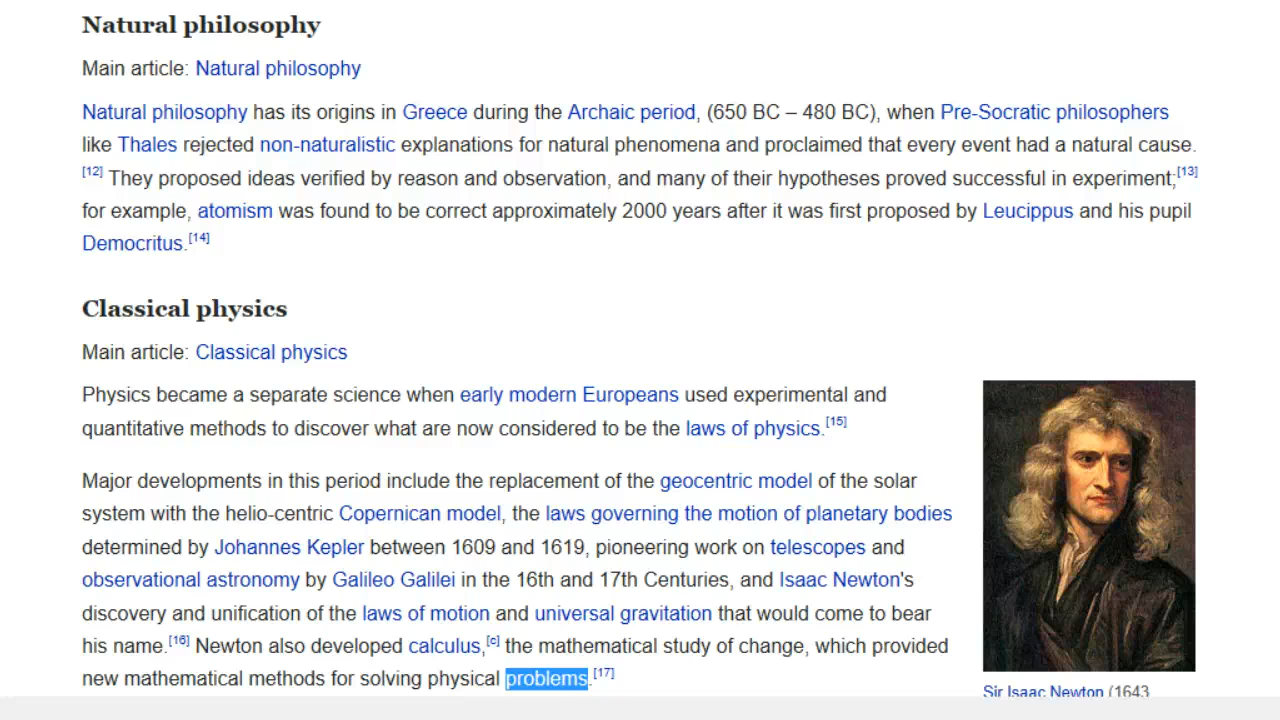 Natural philosophy
Main article: Natural philosophy
Natural philosophy has its origins in Greece during the Archaic period, (650 BC – 480 BC), when Pre-Socratic philosophers
like Thales rejected non-naturalistic explanations for natural phenomena and proclaimed that every event had a natural cause.
[12] They proposed ideas verified by reason and observation, and many of their hypotheses proved successful in experiment;[13]
for example, atomism was found to be correct approximately 2000 years after it was first proposed by Leucippus and his pupil
Democritus.[14]
Classical physics
Main article: Classical physics
Physics became a separate science when early modern Europeans used experimental and
quantitative methods to discover what are now considered to be the laws of physics.[15]
Major developments in this period include the replacement of the geocentric model of the solar
system with the helio-centric Copernican model, the laws governing the motion of planetary bodies
determined by Johannes Kepler between 1609 and 1619, pioneering work on telescopes and
observational astronomy by Galileo Galilei in the 16th and 17th Centuries, and Isaac Newton's
discovery and unification of the laws of motion and universal gravitation that would come to bear
his name.[16] Newton also developed calculus,[c] the mathematical study of change, which provided
new mathematical methods for solving physical problems.[17]
Sir Isaac Newton (1643